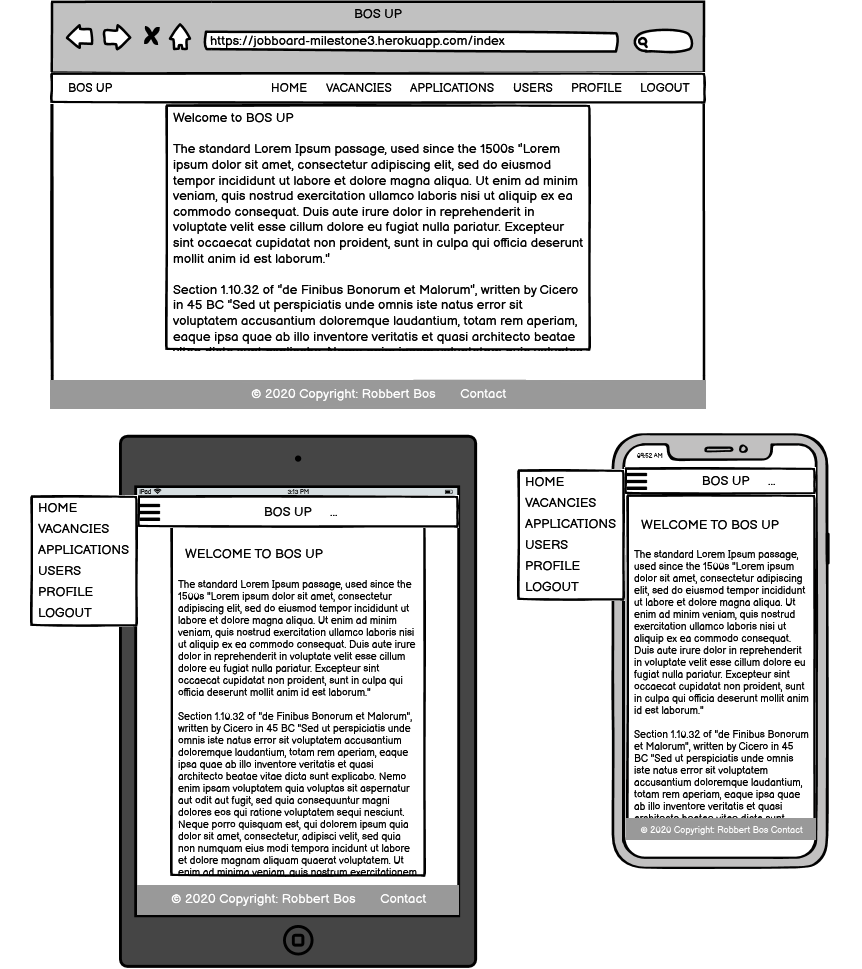 BOS UP
https://jobboard-milestone3.herokuapp.com/index
BOS UP HOME VACANCIES APPLICATIONS USERS PROFILE LOGOUT
Welcome to BOS UP
The standard Lorem Ipsum passage, used since the 1500s "Lorem
ipsum dolor sit amet, consectetur adipiscing elit, sed do eiusmod
tempor incididunt ut labore et dolore magna aliqua. Ut enim ad minim
veniam, quis nostrud exercitation ullamco laboris nisi ut aliquip ex ea
commodo consequat. Duis aute irure dolor in reprehenderit in
voluptate velit esse cillum dolore eu fugiat nulla pariatur. Excepteur
sint occaecat cupidatat non proident, sunt in culpa qui officia deserunt
mollit anim id est laborum."
Section 1.10.32 of "de Finibus Bonorum et Malorum", written by Cicero
in 45 BC "Sed ut perspiciatis unde omnis iste natus error sit
voluptatem accusantium doloremque laudantium, totam rem aperiam,
eaque ipsa quae ab illo inventore veritatis et quasi architecto beatae
© 2020 Copyright: Robbert Bos Contact
iPod 3:13 PM
HOME
VACANCIES
APPLICATIONS
USERS
PROFILE
LOGOUT
BOS UP ...
WELCOME TO BOS UP
The standard Lorem Ipsum passage, used since the
1500s "Lorem ipsum dolor sit amet, consectetur
adipiscing elit, sed do eiusmod tempor incididunt ut
labore et dolore magna aliqua. Ut enim ad minim
veniam, quis nostrud exercitation ullamco laboris nisi
ut aliquip ex ea commodo consequat. Duis aute irure
dolor in reprehenderit in voluptate velit esse cillum
dolore eu fugiat nulla pariatur. Excepteur sint
occaecat cupidatat non proident, sunt in culpa qui
officia deserunt mollit anim id est laborum."
Section 1.10.32 of "de Finibus Bonorum et Malorum",
written by Cicero in 45 BC "Sed ut perspiciatis unde
omnis iste natus error sit voluptatem accusantium
doloremque laudantium, totam rem aperiam, eaque
ipsa quae ab illo inventore veritatis et quasi
architecto beatae vitae dicta sunt explicabo. Nemo
enim ipsam voluptatem quia voluptas sit aspernatur
aut odit aut fugit, sed quia consequuntur magni
dolores eos qui ratione voluptatem sequi nesciunt.
Neque porro quisquam est, qui dolorem ipsum quia
dolor sit amet, consectetur, adipisci velit, sed quia
non numquam eius modi tempora incidunt ut labore
et dolore magnam aliquam quaerat voluptatem. Ut
enim ad minima veniam, quis nostrum exercitationem
© 2020 Copyright: Robbert Bos Contact
09:52 AM
HOME
VACANCIES
APPLICATIONS
USERS
PROFILE
LOGOUT
BOS UP ...
WELCOME TO BOS UP
The standard Lorem Ipsum passage,
used since the 1500s "Lorem ipsum
dolor sit amet, consectetur adipiscing
elit, sed do eiusmod tempor incididunt
ut labore et dolore magna aliqua. Ut
enim ad minim veniam, quis nostrud
exercitation ullamco laboris nisi ut
aliquip ex ea commodo consequat.
Duis aute irure dolor in reprehenderit
in voluptate velit esse cillum dolore eu
fugiat nulla pariatur. Excepteur sint
occaecat cupidatat non proident, sunt
in culpa qui officia deserunt mollit anim
id est laborum."
Section 1.10.32 of "de Finibus Bonorum
et Malorum", written by Cicero in 45
BC "Sed ut perspiciatis unde omnis
iste natus error sit voluptatem
accusantium doloremque laudantium,
totam rem aperiam, eaque ipsa quae
ab illo inventore veritatis et quasi
© 2020 Copyright: Robbert Bos Contact